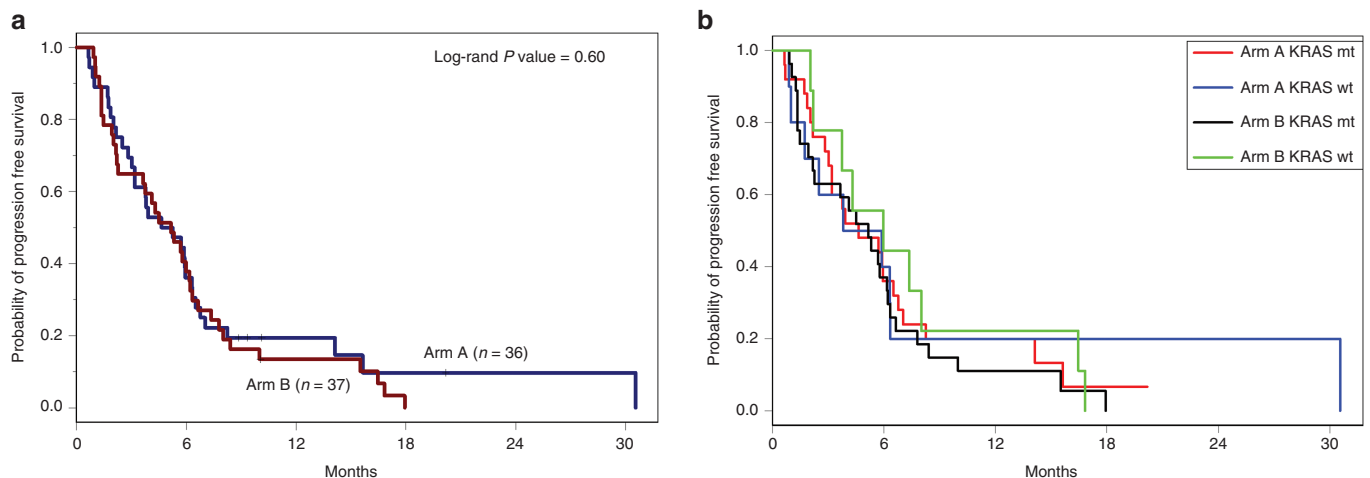 a
Probability of progression free survival
1.0
0.8
0.6
0.4
0.2
0.0
Log-rand P value = 0.60
Arm A (n = 36)
Arm B (n = 37)
0 6 12 18 24 30
Months
b
Probability of progression free survival
1.0
0.8
0.6
0.4
0.2
0.0
Arm A KRAS mt
Arm A KRAS wt
Arm B KRAS mt
Arm B KRAS wt
0 6 12 18 24 30
Months